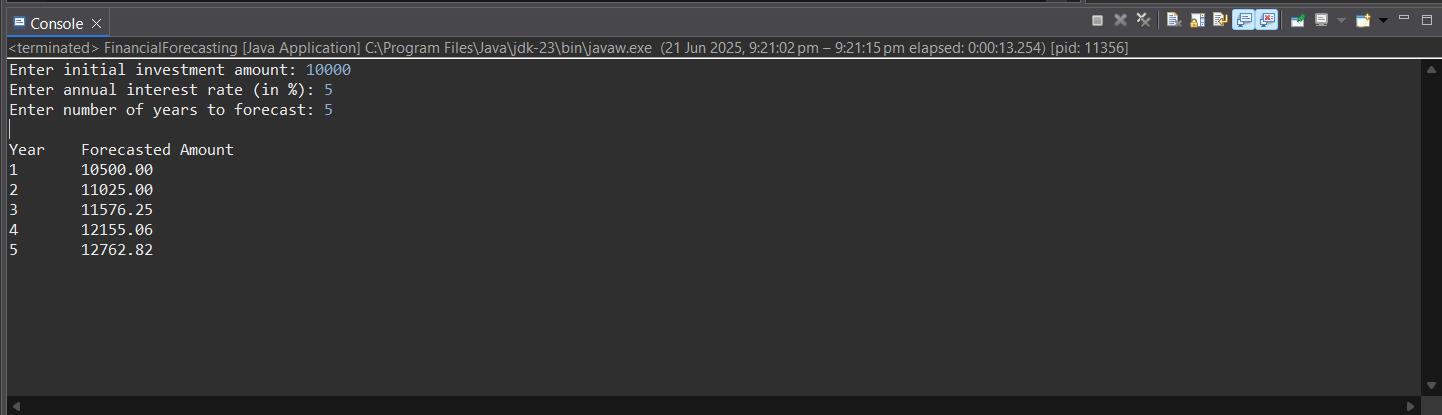 Console
<terminated> FinancialForecasting [Java Application] C:\Program Files\Java\jdk-23\bin\javaw.exe (21 Jun 2025, 9:21:02 pm – 9:21:15 pm elapsed: 0:00:13.254) [pid: 11356]
Enter initial investment amount: 10000
Enter annual interest rate (in %): 5
Enter number of years to forecast: 5
Year Forecasted Amount
1 10500.00
2 11025.00
3 11576.25
4 12155.06
5 12762.82